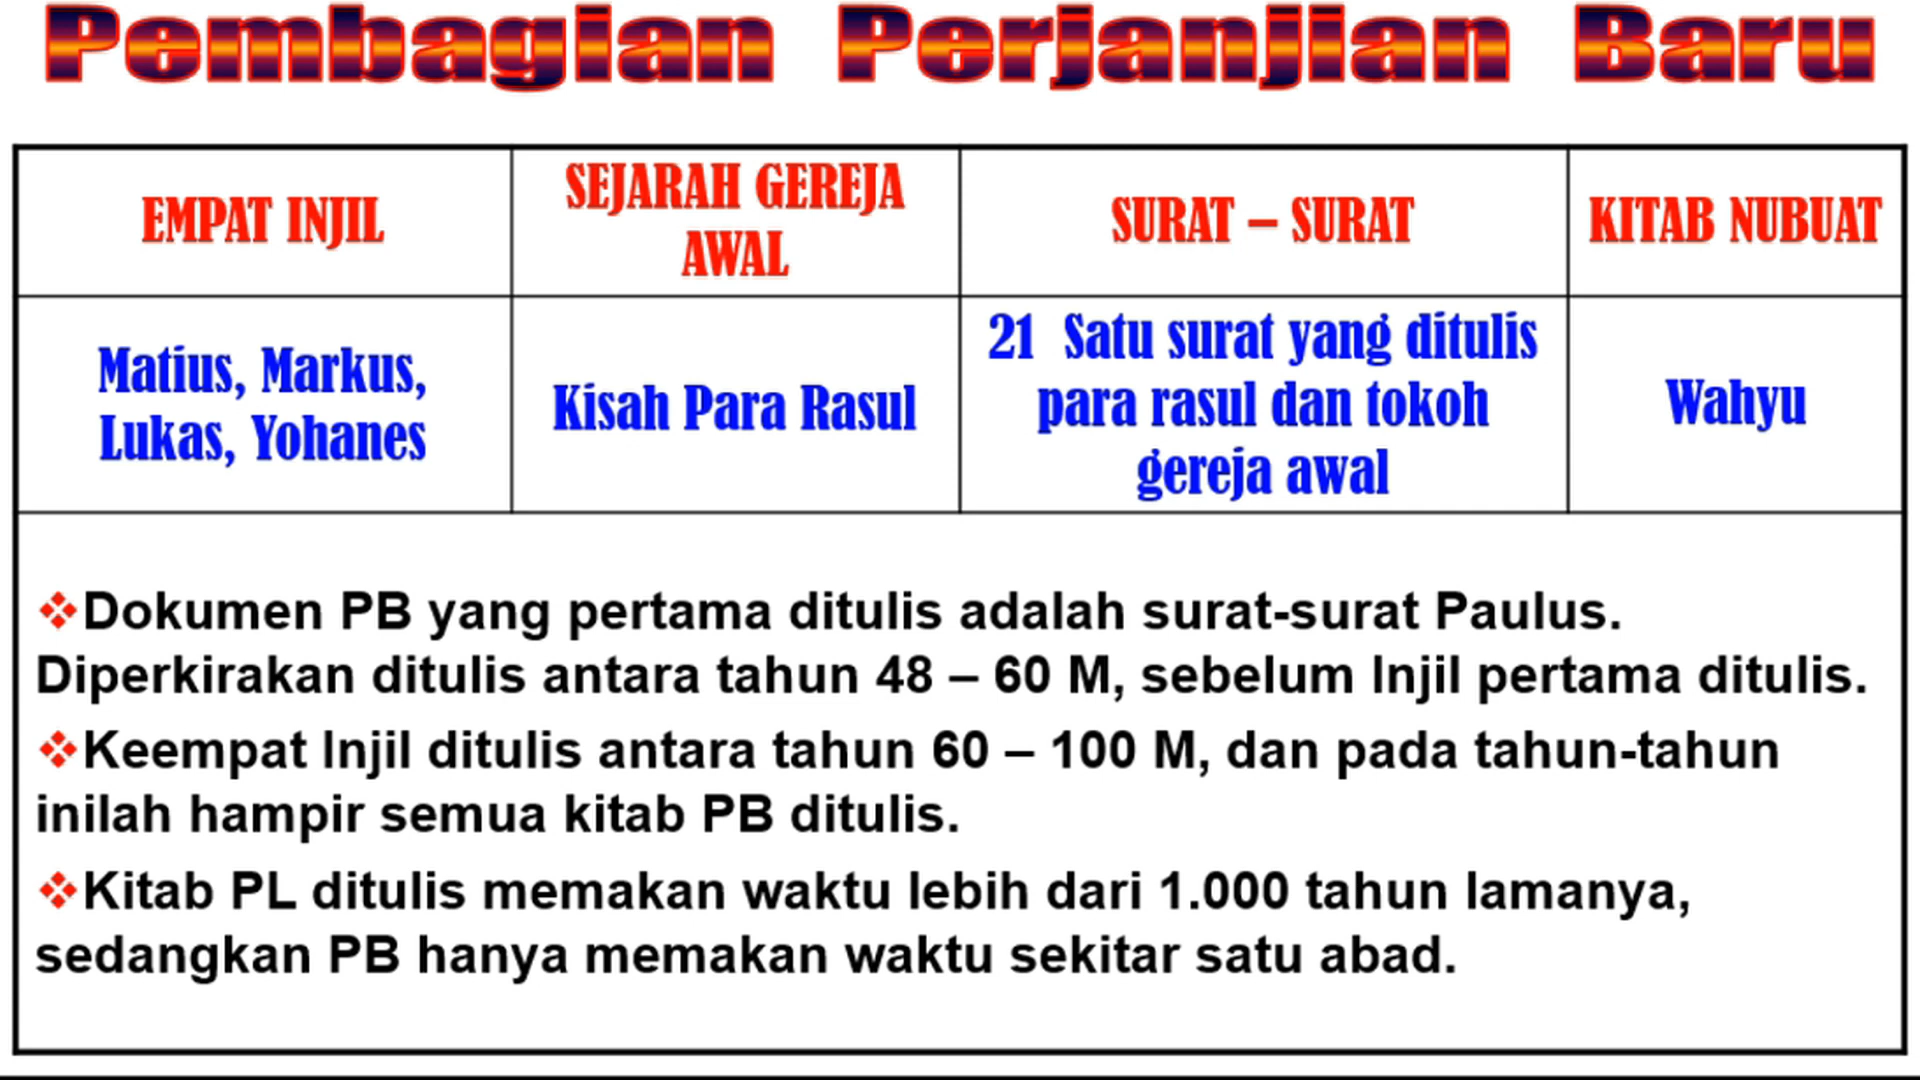 Pembagian Perjanjian Baru
EMPAT INJIL
SEJARAH GEREJA
AWAL
SURAT – SURAT
KITAB NUBUAT
Matius, Markus,
Lukas, Yohanes
Kisah Para Rasul
21 Satu surat yang ditulis
para rasul dan tokoh
gereja awal
Wahyu
❖Dokumen PB yang pertama ditulis adalah surat-surat Paulus.
Diperkirakan ditulis antara tahun 48 – 60 M, sebelum Injil pertama ditulis.
❖Keempat Injil ditulis antara tahun 60 – 100 M, dan pada tahun-tahun
inilah hampir semua kitab PB ditulis.
❖Kitab PL ditulis memakan waktu lebih dari 1.000 tahun lamanya,
sedangkan PB hanya memakan waktu sekitar satu abad.